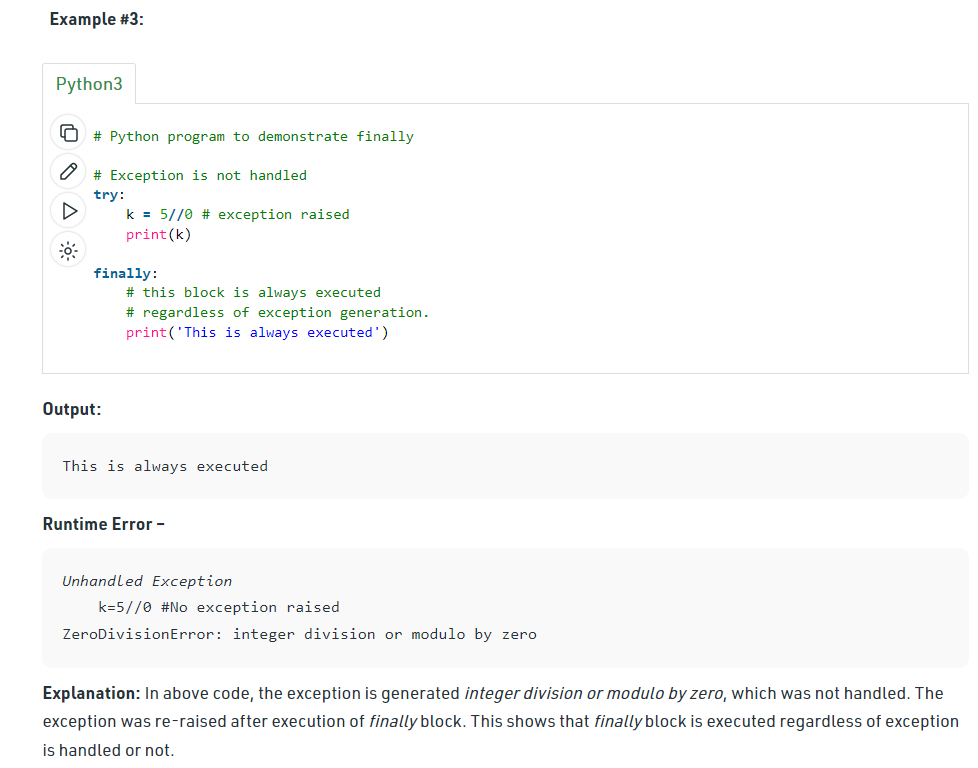 Example #3:
Python3
# Python program to demonstrate finally
# Exception is not handled
try:
    k = 5//0 # exception raised
    print(k)
finally:
    # this block is always executed
    # regardless of exception generation.
    print('This is always executed')
Output:
This is always executed
Runtime Error –
Unhandled Exception
    k=5//0 #No exception raised
ZeroDivisionError: integer division or modulo by zero
Explanation: In above code, the exception is generated integer division or modulo by zero, which was not handled. The
exception was re-raised after execution of finally block. This shows that finally block is executed regardless of exception
is handled or not.